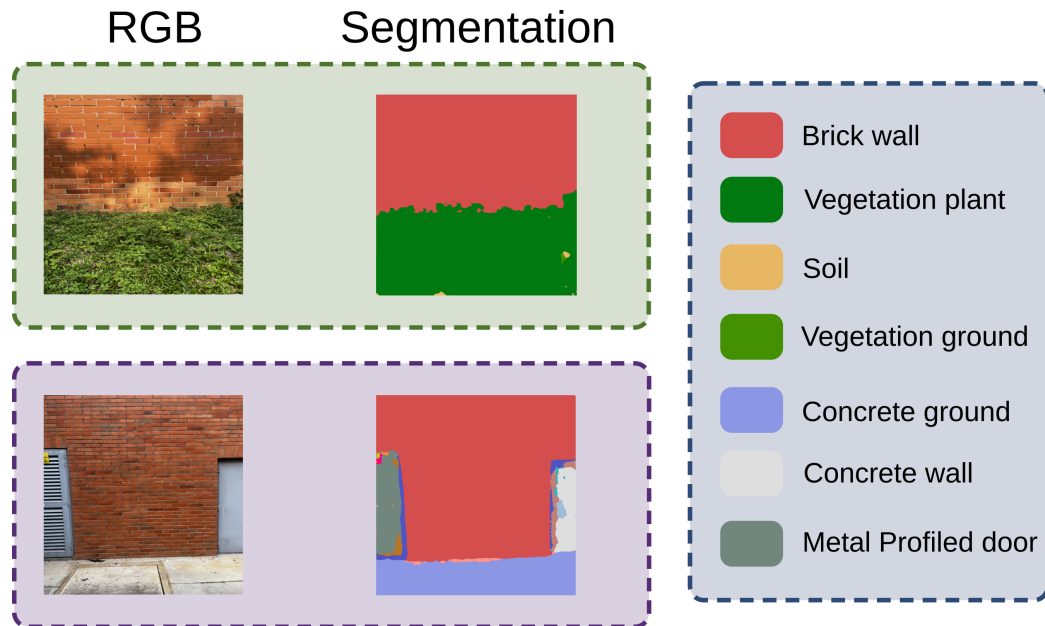 RGB
Segmentation
Brick wall
Vegetation plant
Soil
Vegetation ground
Concrete ground
Concrete wall
Metal Profiled door